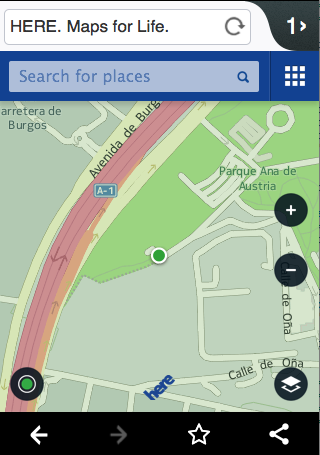 HERE. Maps for Life.
1
Search for places
arretera de
Burgos
Avenida de Burg
A-1
Parque Ana de
Austria
+
−
Calle de Oña
Calle de Oña
here